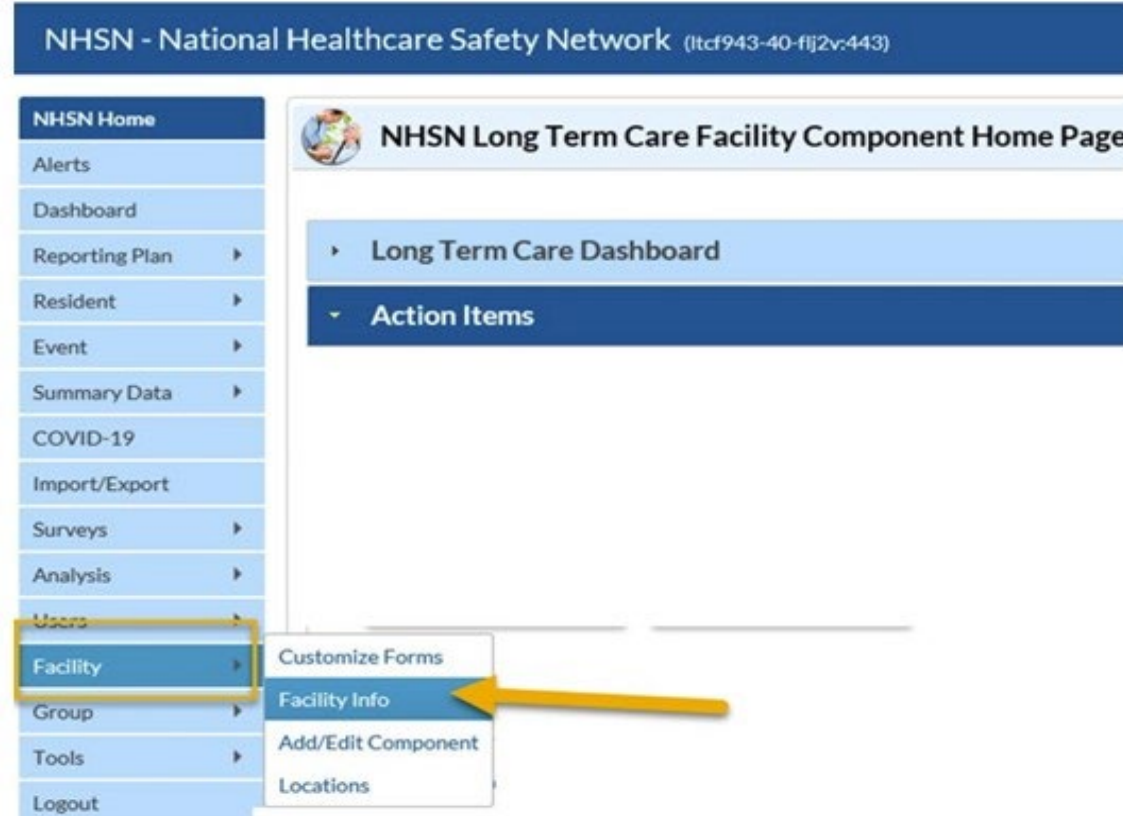 NHSN - National Healthcare Safety Network (ltcf943-40-flj2v:443)
NHSN Home
Alerts
Dashboard
Reporting Plan
Resident
Event
Summary Data
COVID-19
Import/Export
Surveys
Analysis
Users
Facility
Group
Tools
Logout
NHSN Long Term Care Facility Component Home Page
Long Term Care Dashboard
Action Items
Customize Forms
Facility Info
Add/Edit Component
Locations